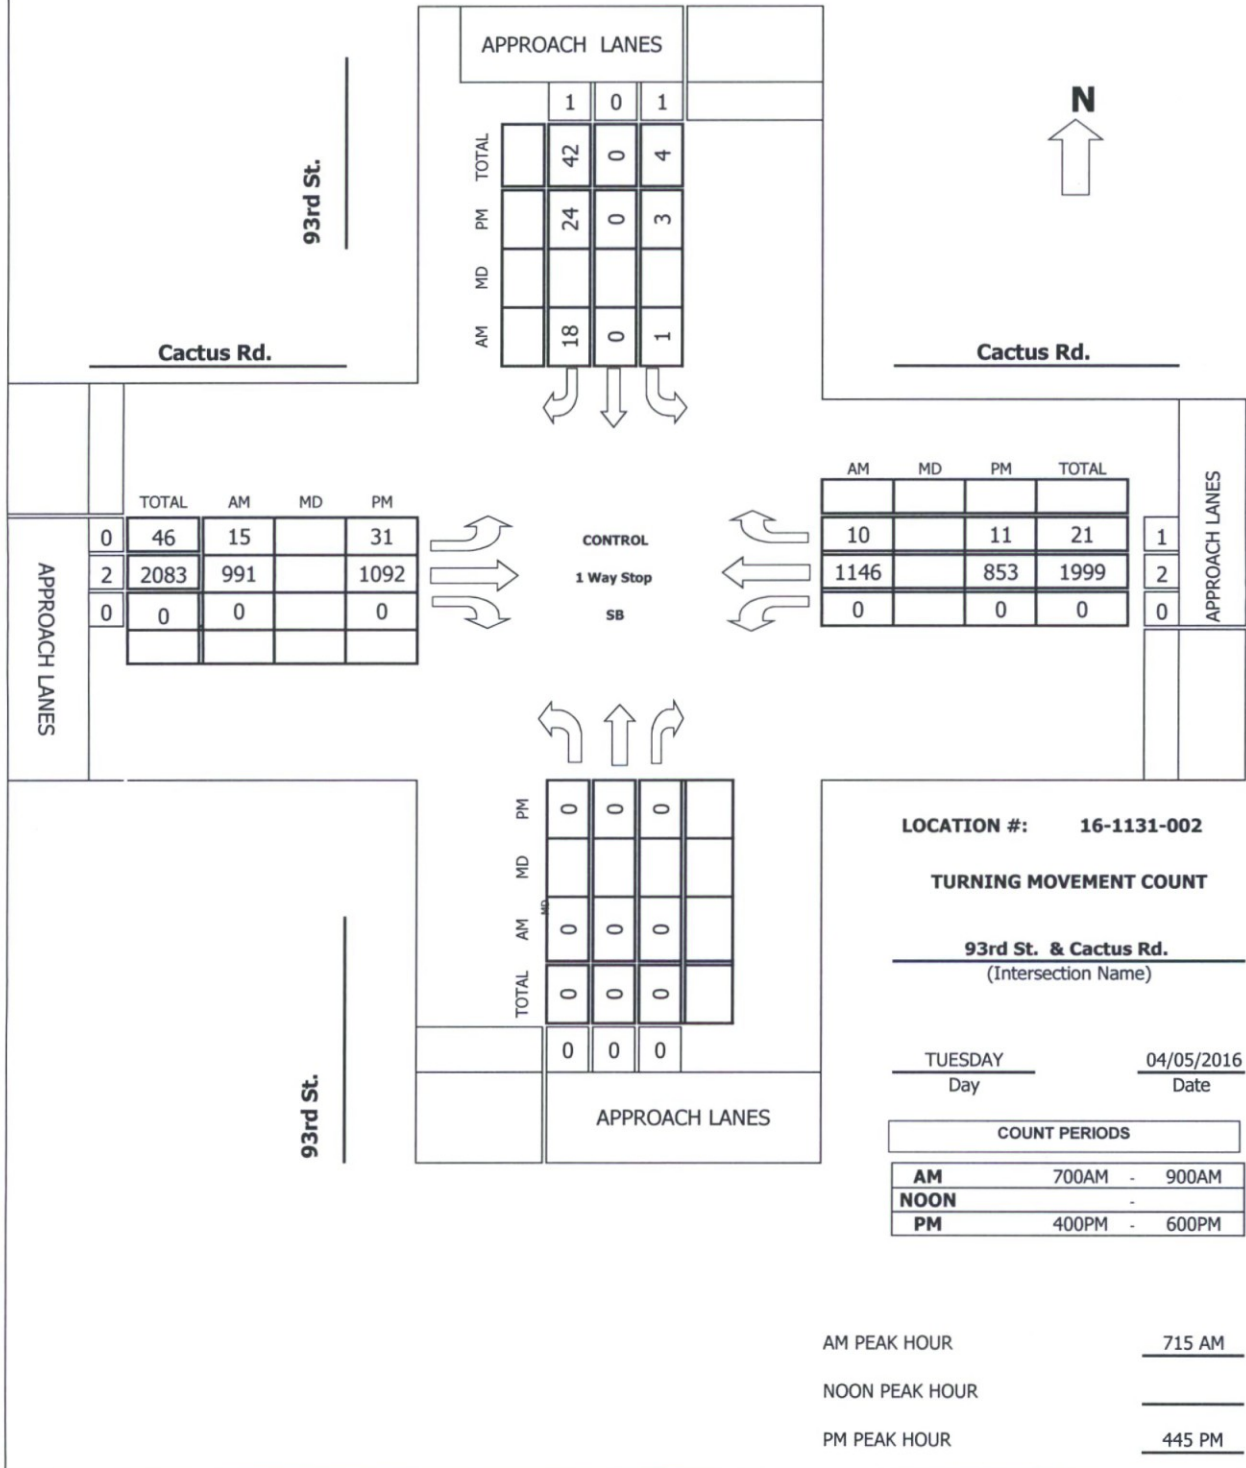 APPROACH LANES
1 0 1
TOTAL 42 0 4
PM 24 0 3
MD
AM 18 0 1
N
93rd St.
Cactus Rd.
Cactus Rd.
TOTAL AM MD PM
0 46 15 31
2 2083 991 1092
0 0 0 0
APPROACH LANES
CONTROL
1 Way Stop
SB
AM MD PM TOTAL
10 11 21 1
1146 853 1999 2
0 0 0 0
APPROACH LANES
PM 0 0 0
MD
MD
AM 0 0 0
TOTAL 0 0 0
0 0 0
APPROACH LANES
93rd St.
LOCATION #: 16-1131-002
TURNING MOVEMENT COUNT
93rd St. & Cactus Rd.
(Intersection Name)
TUESDAY 04/05/2016
Day Date
COUNT PERIODS
AM 700AM - 900AM
NOON -
PM 400PM - 600PM
AM PEAK HOUR 715 AM
NOON PEAK HOUR
PM PEAK HOUR 445 PM